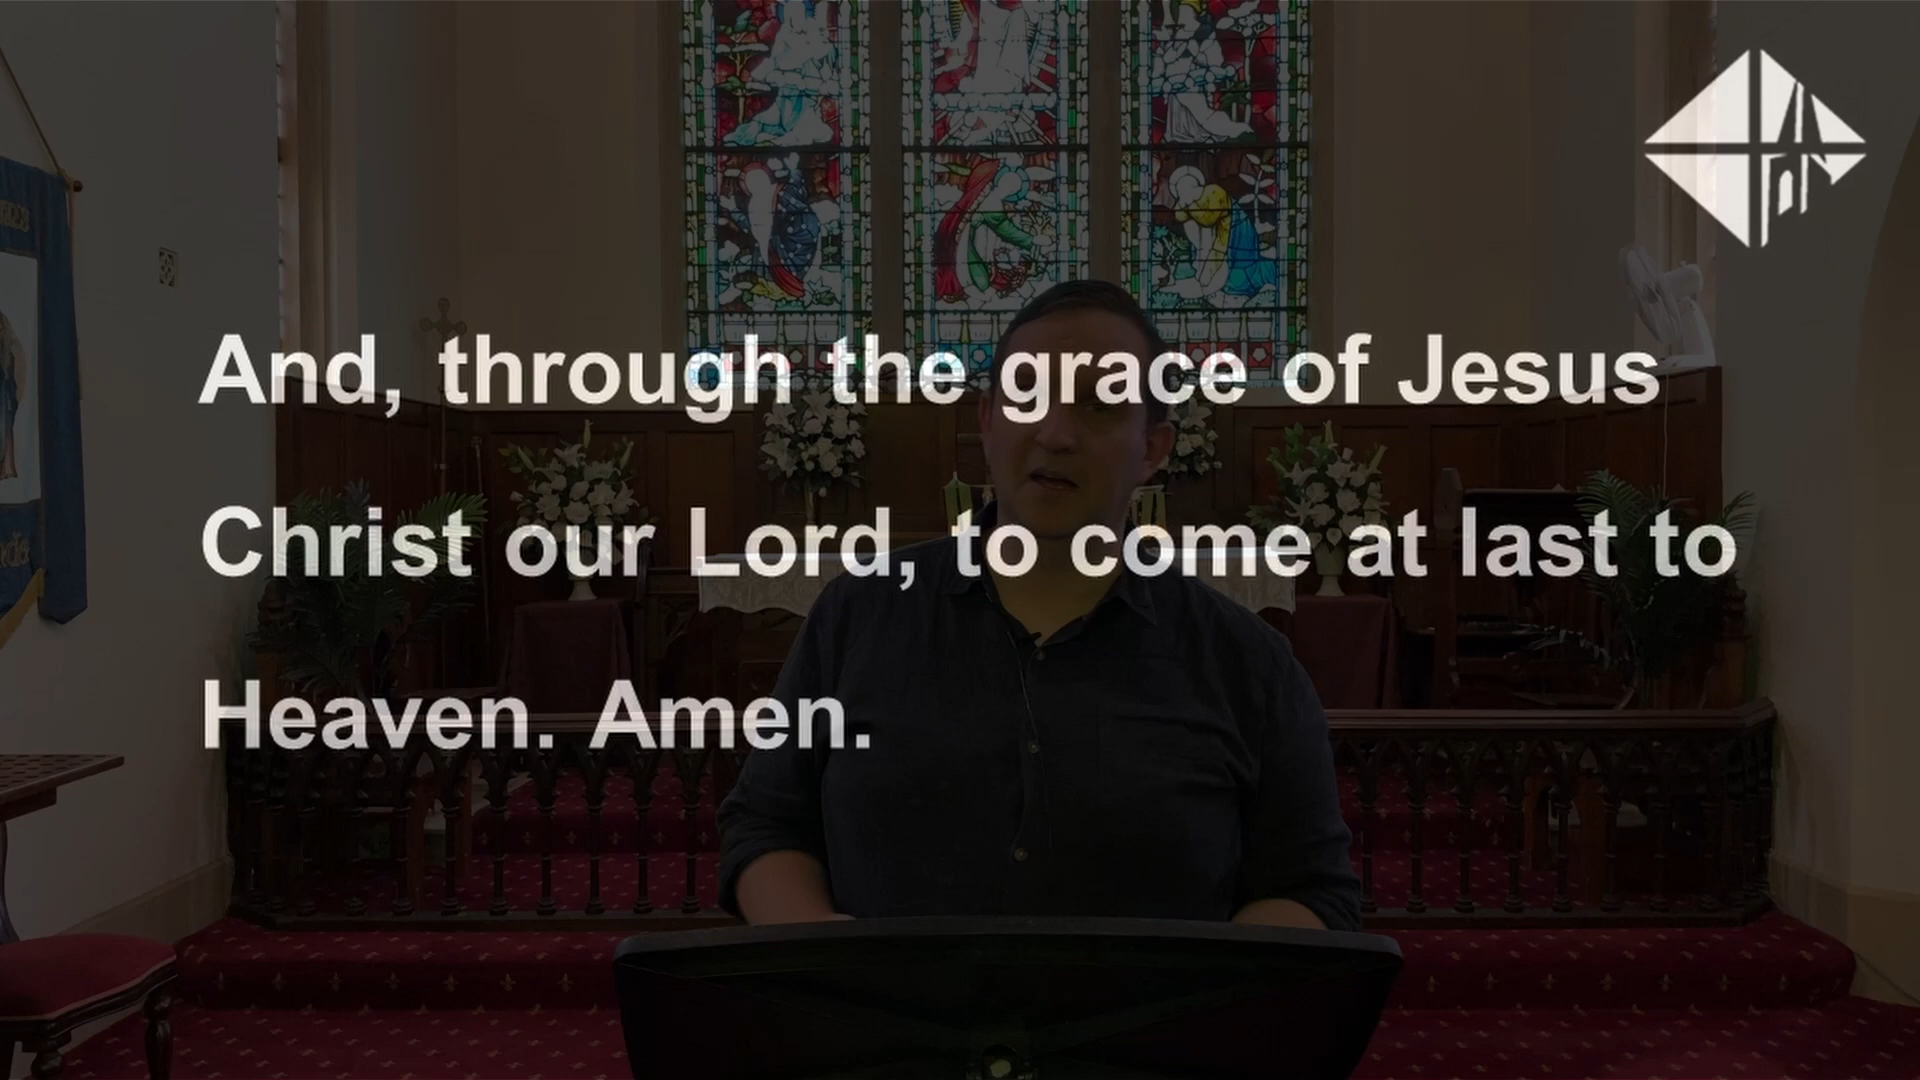 And, through the grace of Jesus
Christ our Lord, to come at last to
Heaven. Amen.